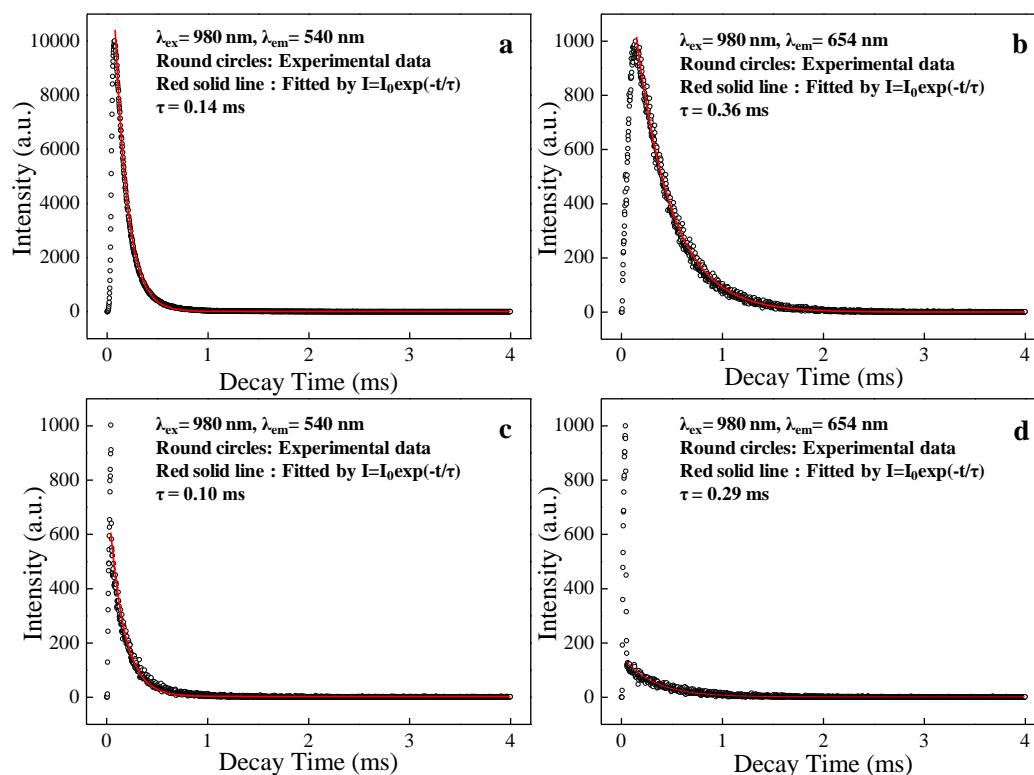 λex= 980 nm, λem= 540 nm
a
Round circles: Experimental data
Red solid line : Fitted by I=I0exp(-t/τ)
τ = 0.14 ms
Intensity (a.u.)
10000
8000
6000
4000
2000
0
0 1 2 3 4
Decay Time (ms)
λex= 980 nm, λem= 654 nm
b
Round circles: Experimental data
Red solid line : Fitted by I=I0exp(-t/τ)
τ = 0.36 ms
Intensity (a.u.)
1000
800
600
400
200
0
0 1 2 3 4
Decay Time (ms)
λex= 980 nm, λem= 540 nm
c
Round circles: Experimental data
Red solid line : Fitted by I=I0exp(-t/τ)
τ = 0.10 ms
Intensity (a.u.)
1000
800
600
400
200
0
0 1 2 3 4
Decay Time (ms)
λex= 980 nm, λem= 654 nm
d
Round circles: Experimental data
Red solid line : Fitted by I=I0exp(-t/τ)
τ = 0.29 ms
Intensity (a.u.)
1000
800
600
400
200
0
0 1 2 3 4
Decay Time (ms)